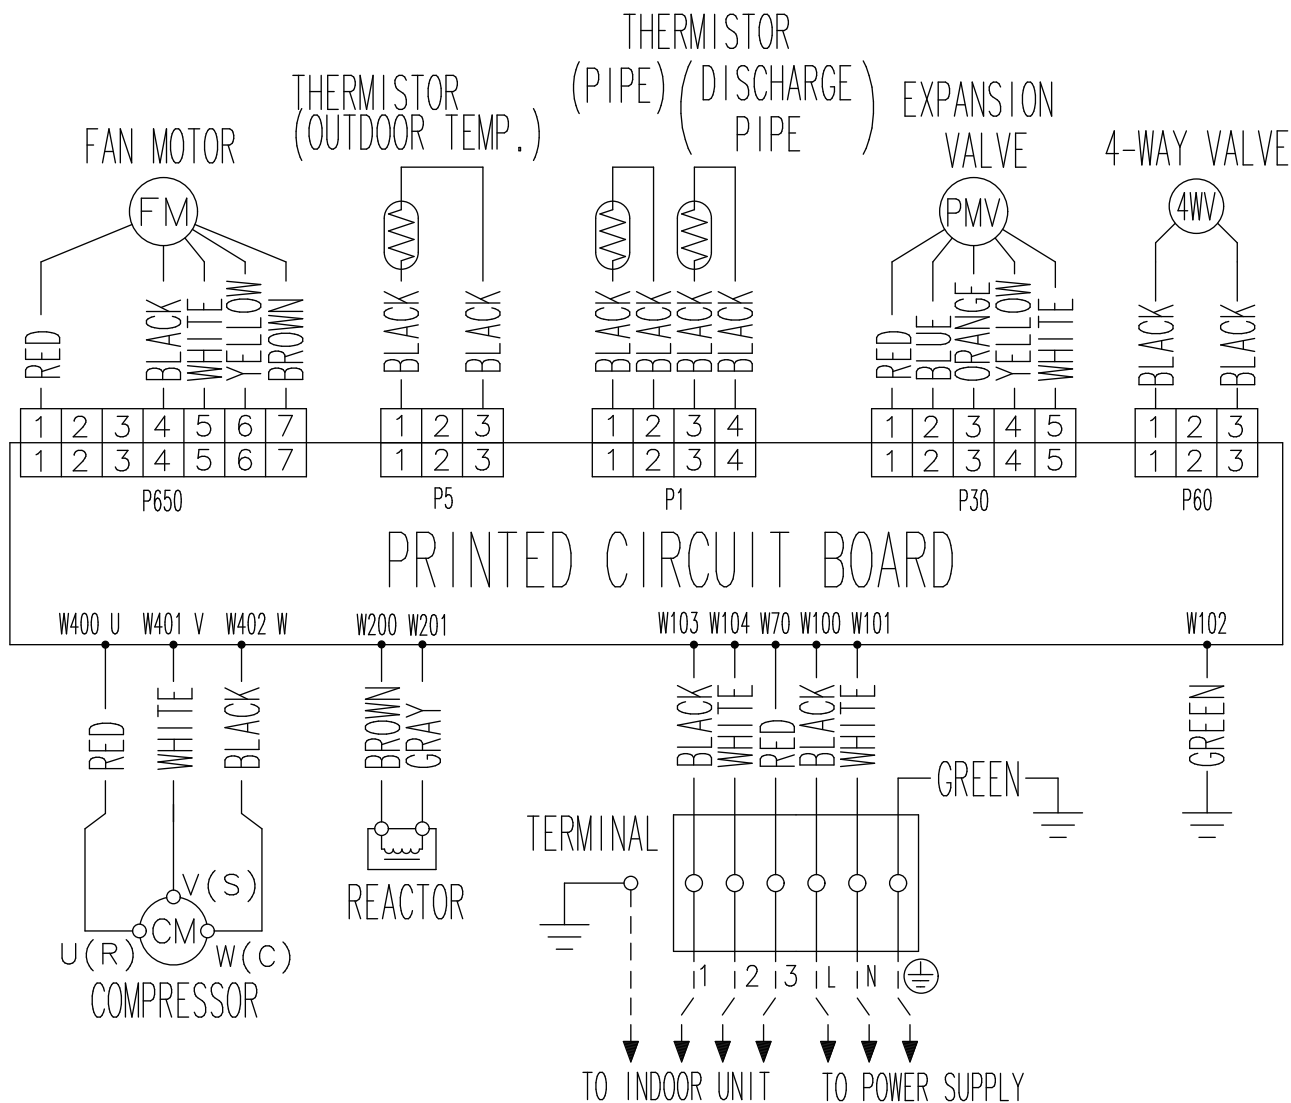 THERMISTOR
(PIPE) (DISCHARGE PIPE)
THERMISTOR
(OUTDOOR TEMP.)
EXPANSION
VALVE
FAN MOTOR
4-WAY VALVE
FM
PMV
4WV
RED BLACK WHITE YELLOW BROWN
BLACK BLACK
BLACK BLACK BLACK BLACK
RED BLUE ORANGE YELLOW WHITE
BLACK BLACK
1 2 3 4 5 6 7
1 2 3
1 2 3 4
1 2 3 4 5
1 2 3
1 2 3 4 5 6 7
1 2 3
1 2 3 4
1 2 3 4 5
1 2 3
P650
P5
P1
P30
P60
PRINTED CIRCUIT BOARD
W400 U W401 V W402 W
W200 W201
W103 W104 W70 W100 W101
W102
RED WHITE BLACK
BROWN GRAY
BLACK WHITE RED BLACK WHITE
GREEN
GREEN
TERMINAL
REACTOR
V(S)
CM
U(R)
W(C)
COMPRESSOR
1 2 3 L N
TO INDOOR UNIT
TO POWER SUPPLY